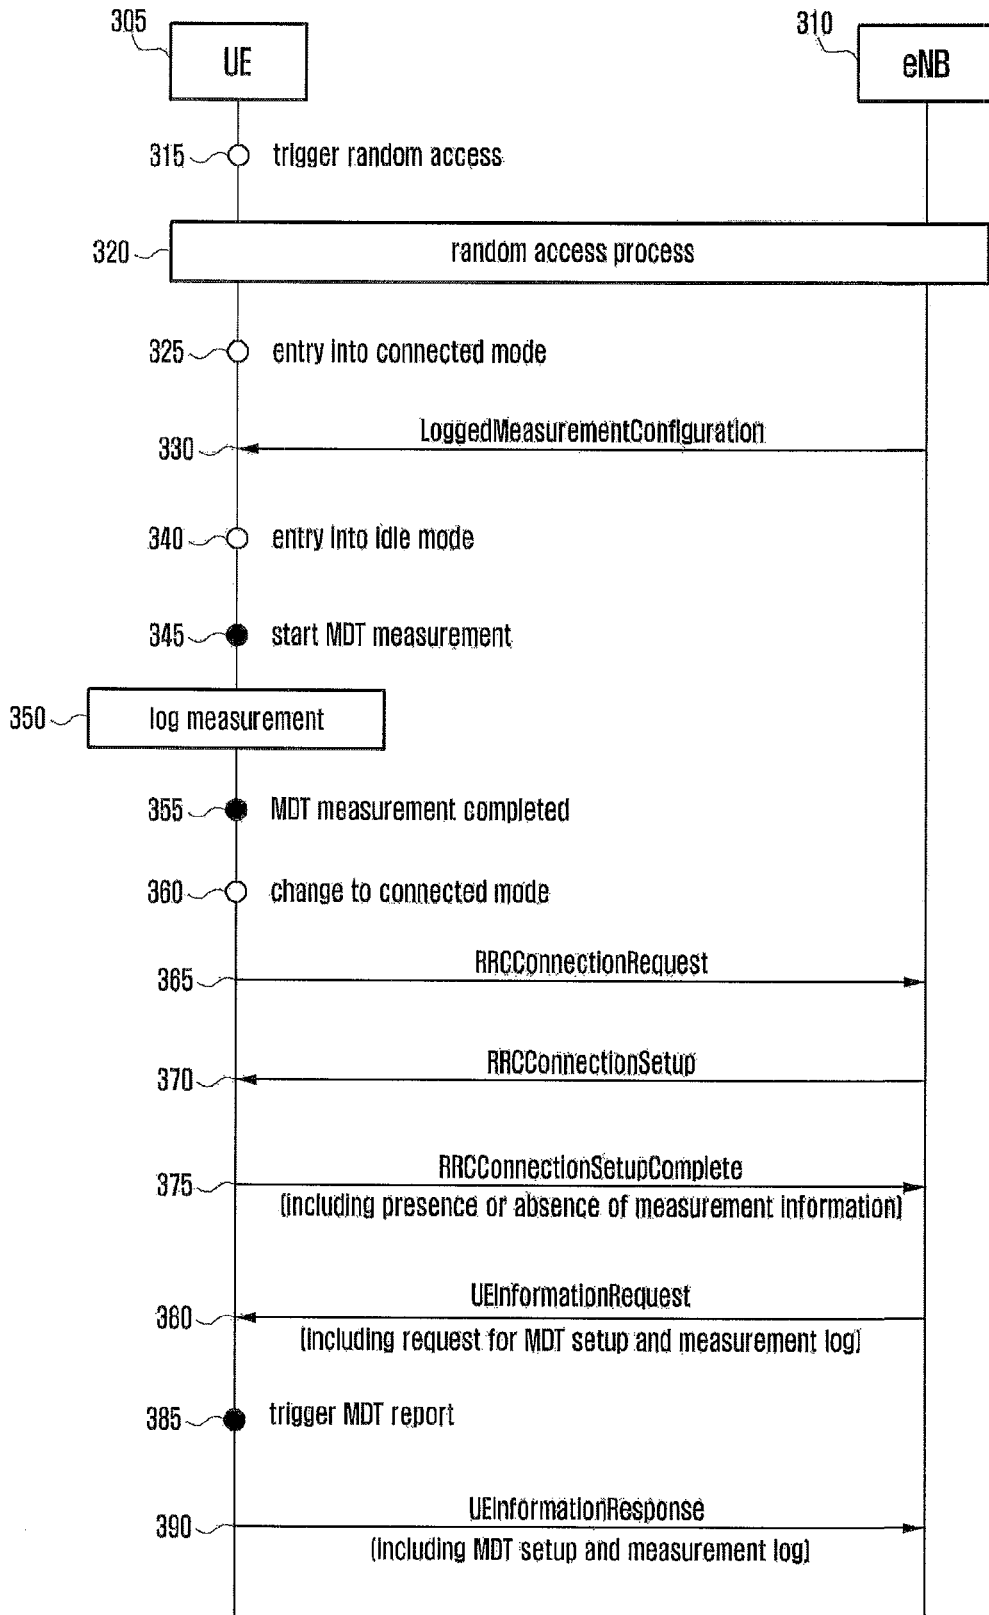 305
UE
310
eNB
315
trigger random access
320
random access process
325
entry into connected mode
LoggedMeasurementConfiguration
330
340
entry into idle mode
345
start MDT measurement
350
log measurement
355
MDT measurement completed
360
change to connected mode
RRCConnectionRequest
365
RRCConnectionSetup
370
RRCConnectionSetupComplete
375
(including presence or absence of measurement information)
UEInformationRequest
380
(including request for MDT setup and measurement log)
385
trigger MDT report
UEInformationResponse
390
(including MDT setup and measurement log)